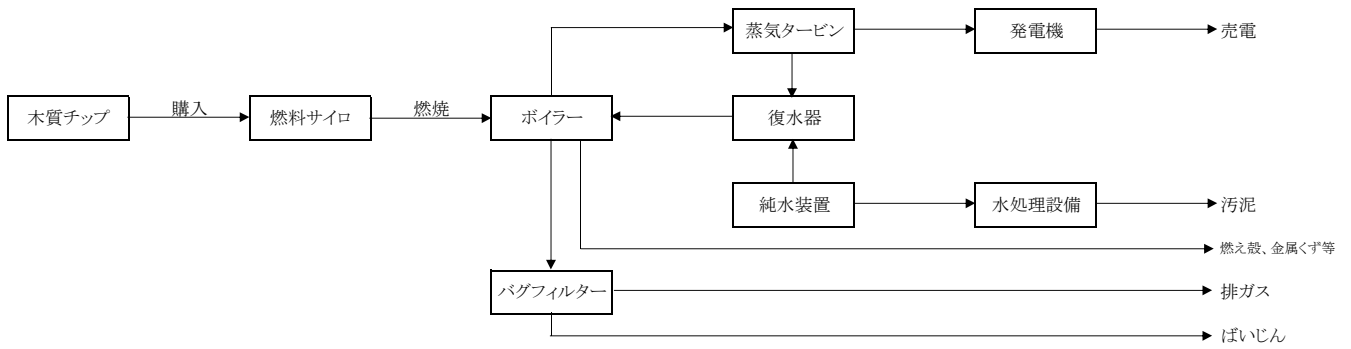 蒸気タービン
発電機
売電
木質チップ
購入
燃料サイロ
燃焼
ボイラー
復水器
純水装置
水処理設備
汚泥
燃え殻、金属くず等
バグフィルター
排ガス
ばいじん